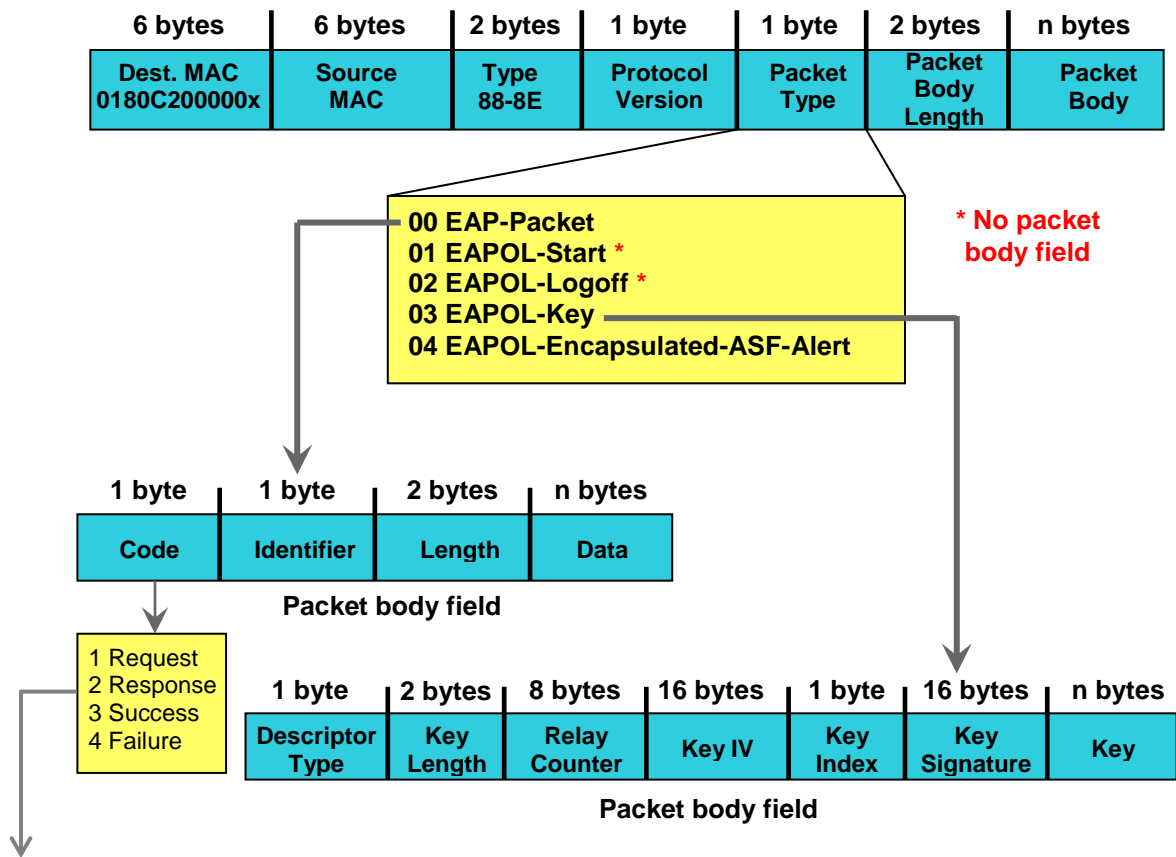 6 bytes 6 bytes 2 bytes 1 byte 1 byte 2 bytes n bytes
Dest. MAC
0180C200000x
Source
MAC
Type
88-8E
Protocol
Version
Packet
Type
Packet
Body
Length
Packet
Body
00 EAP-Packet
01 EAPOL-Start *
02 EAPOL-Logoff *
03 EAPOL-Key
04 EAPOL-Encapsulated-ASF-Alert
* No packet
body field
1 byte 1 byte 2 bytes n bytes
Code Identifier Length Data
Packet body field
1 Request
2 Response
3 Success
4 Failure
1 byte 2 bytes 8 bytes 16 bytes 1 byte 16 bytes n bytes
Descriptor
Type
Key
Length
Relay
Counter
Key IV
Key
Index
Key
Signature
Key
Packet body field